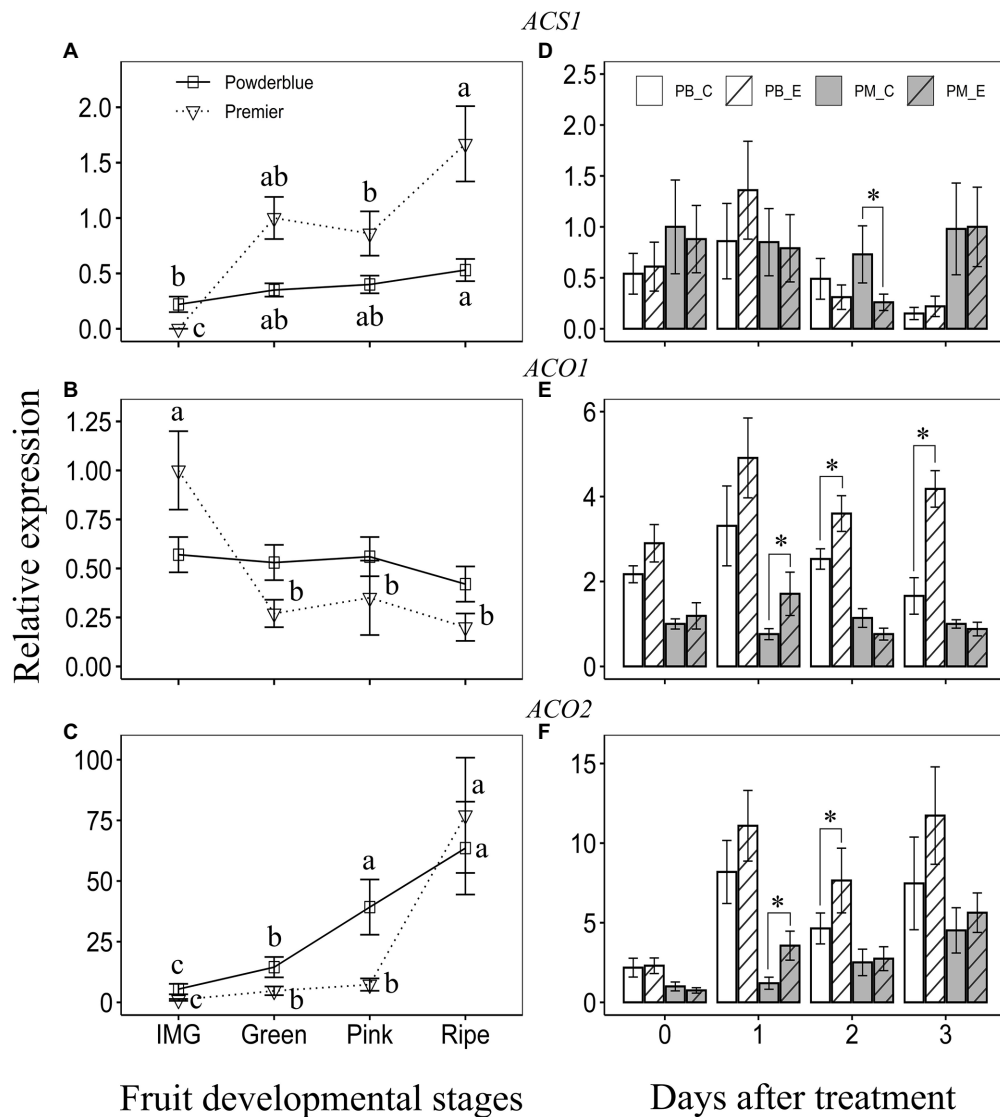 ACS1
A
Powderblue
Premier
2.0
1.5
1.0
0.5
0.0
b
c
ab
ab
b
ab
a
a
D
PB_C PB_E PM_C PM_E
2.5
2.0
1.5
1.0
0.5
0.0
*
ACO1
B
1.25
1.00
0.75
0.50
0.25
0.00
a
b
b
b
E
6
4
2
0
*
*
*
Relative expression
ACO2
C
100
75
50
25
0
c
c
b
b
a
b
a
a
IMG Green Pink Ripe
Fruit developmental stages
F
15
10
5
0
*
*
0 1 2 3
Days after treatment